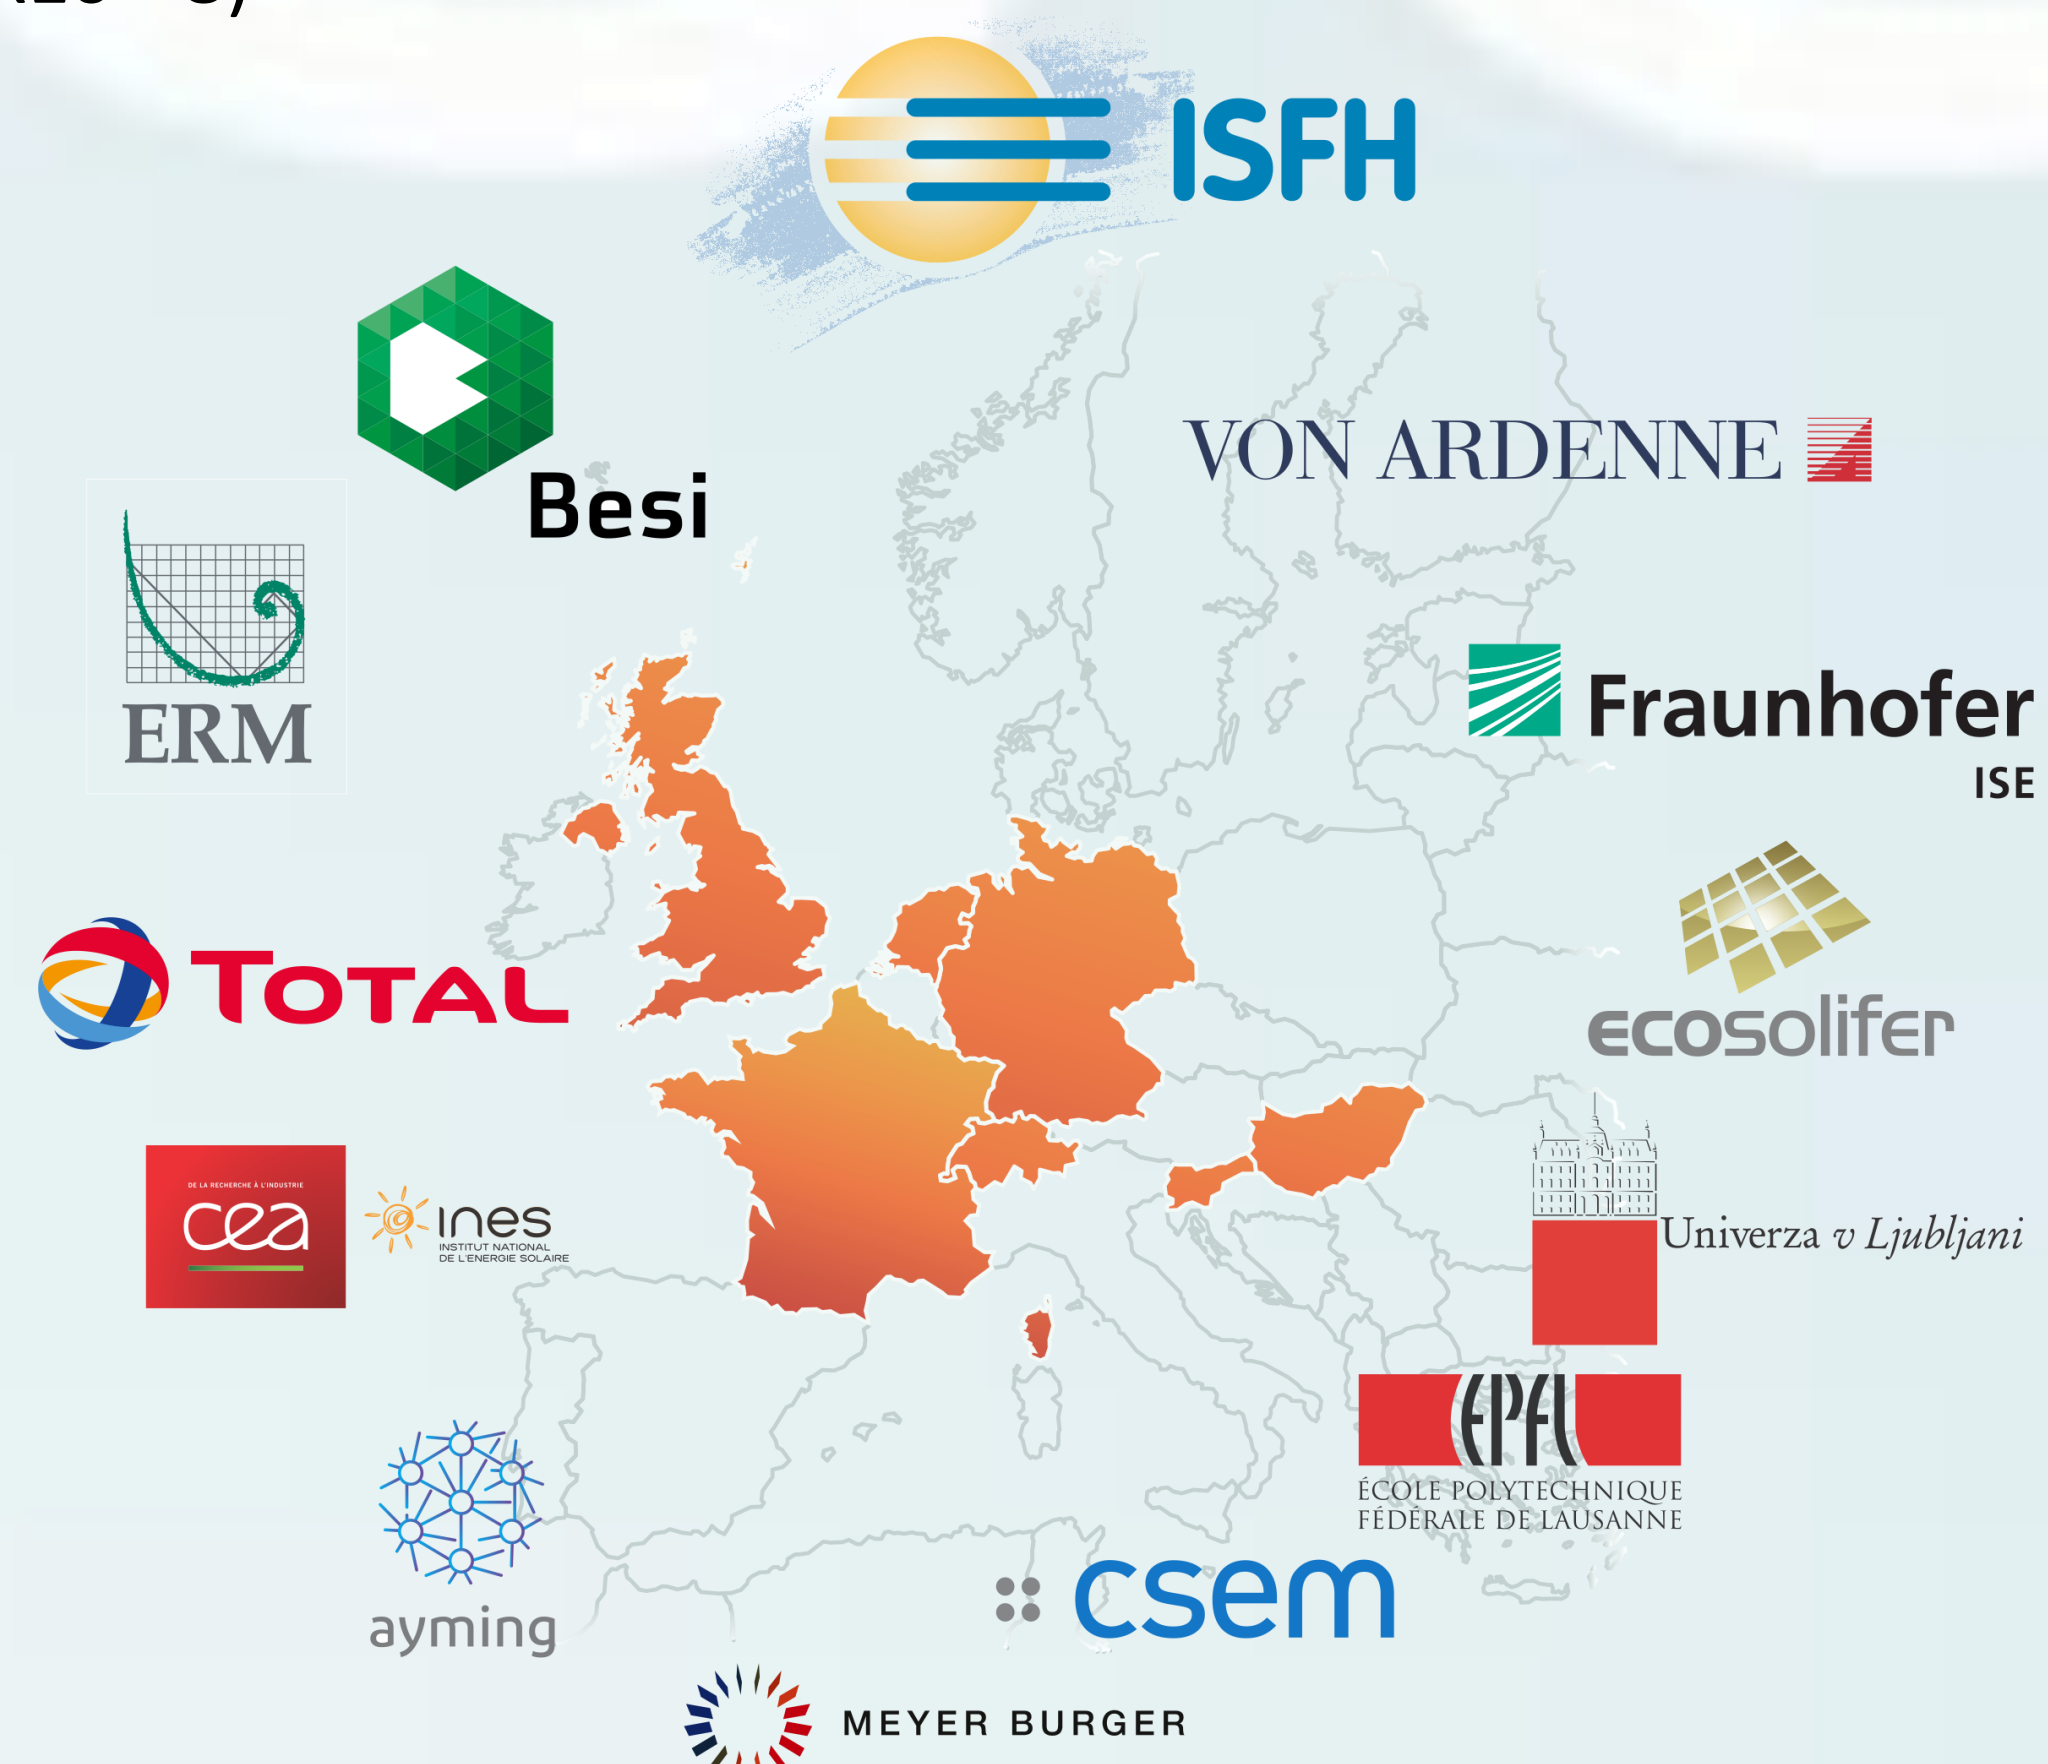 ISFH
Besi
VON ARDENNE
ERM
Fraunhofer
ISE
TOTAL
ecosolifer
DE LA RECHERCHE À L'INDUSTRIE
cea
ines
INSTITUT NATIONAL
DE L'ENERGIE SOLAIRE
Univerza v Ljubljani
EPFL
ÉCOLE POLYTECHNIQUE
FÉDÉRALE DE LAUSANNE
ayming
csem
MEYER BURGER